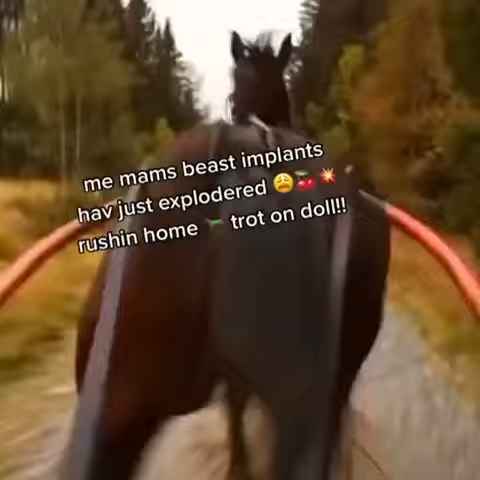 me mams beast implants
hav just explodered 😩🍒💥
rushin home 🔫 trot on doll!!